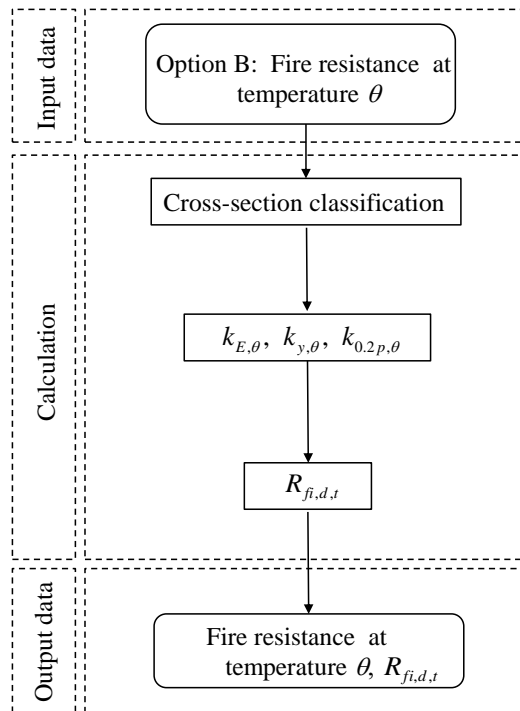 Input data
Option B: Fire resistance at
temperature θ
Calculation
Cross-section classification
k_{E,θ}, k_{y,θ}, k_{0.2p,θ}
R_{fi,d,t}
Output data
Fire resistance at
temperature θ, R_{fi,d,t}